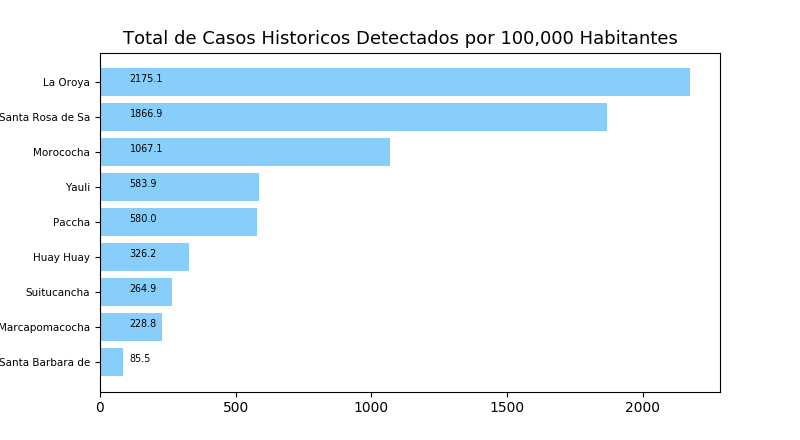 Total de Casos Historicos Detectados por 100,000 Habitantes
La Oroya 2175.1
Santa Rosa de Sa 1866.9
Morococha 1067.1
Yauli 583.9
Paccha 580.0
Huay Huay 326.2
Suitucancha 264.9
Marcapomacocha 228.8
Santa Barbara de 85.5
0 500 1000 1500 2000